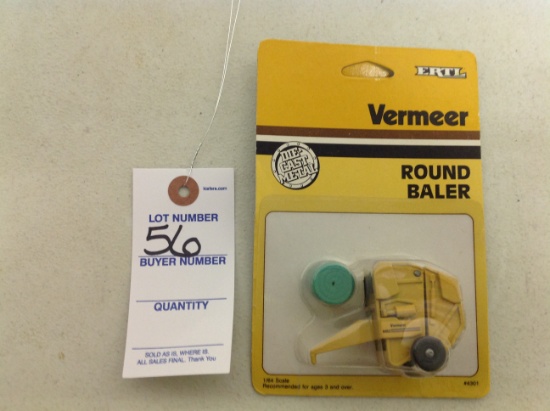 LOT NUMBER
56
BUYER NUMBER
QUANTITY
SOLD AS IS, WHERE IS.
ALL SALES FINAL. Thank You
ERTL
Vermeer
DIE-CAST METAL
ROUND
BALER
1/64 Scale
Recommended for ages 3 and over.